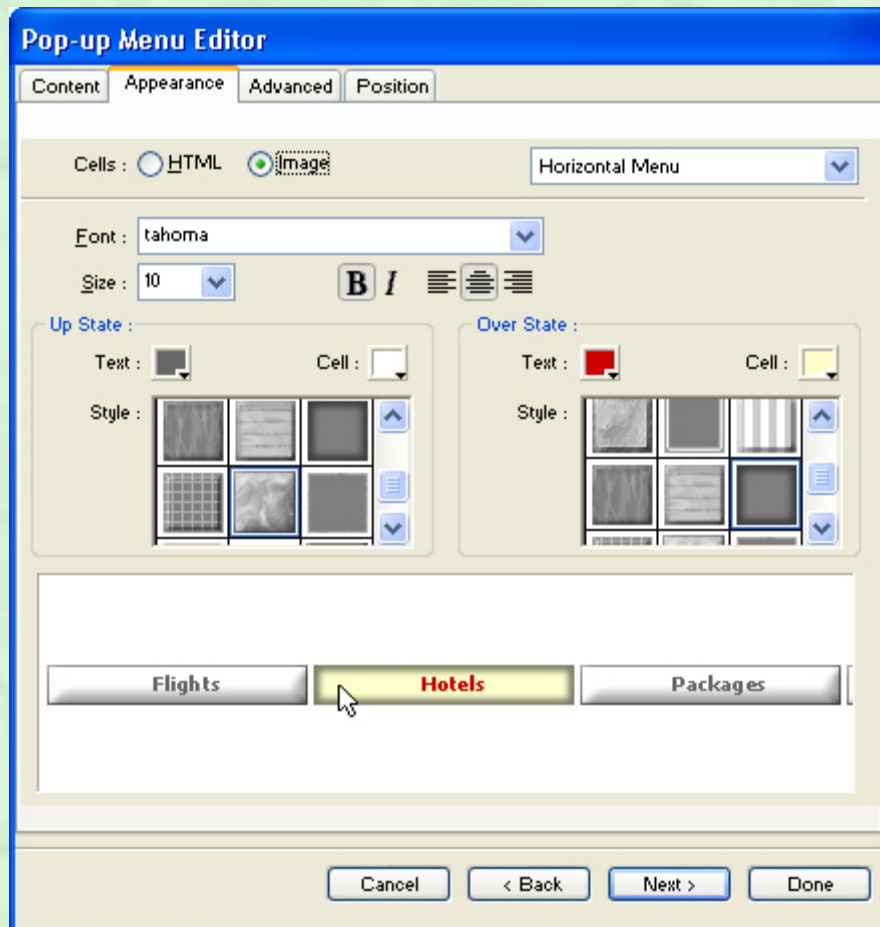 Pop-up Menu Editor
Content Appearance Advanced Position
Cells : HTML Image Horizontal Menu
Font : tahoma
Size : 10 B I
Up State : Over State :
Text : Cell : Text : Cell :
Style : Style :
Flights Hotels Packages
Cancel < Back Next > Done